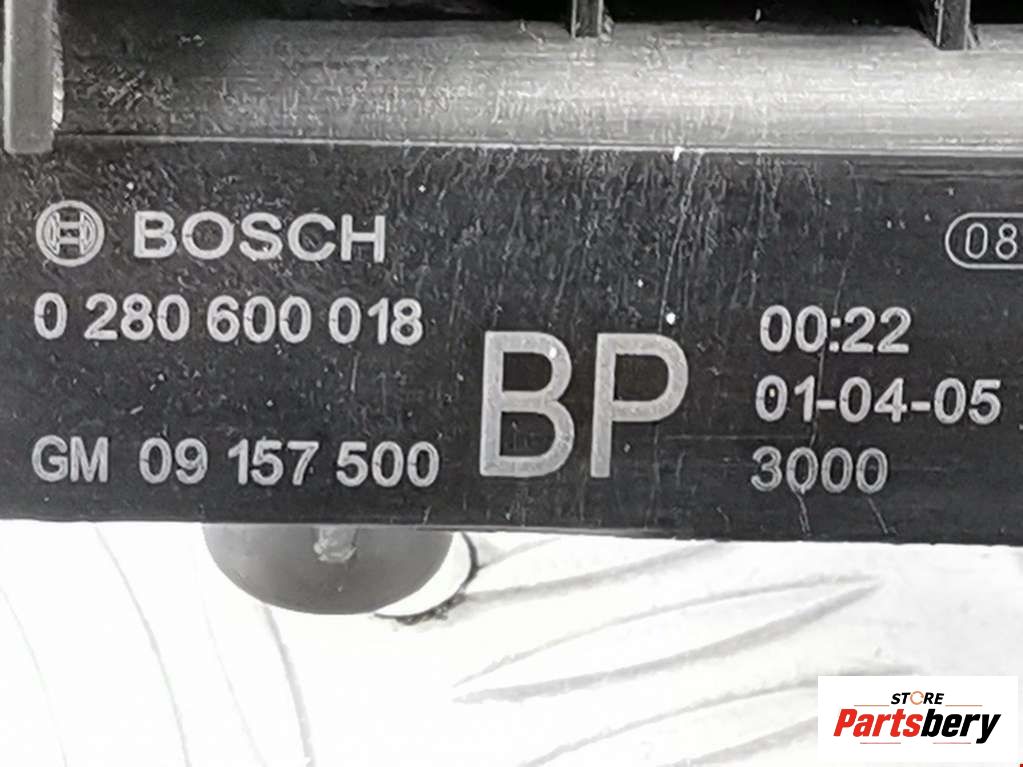 BOSCH
08
0 280 600 018
BP
00:22
01-04-05
GM 09 157 500
3000
STORE
Partsbery